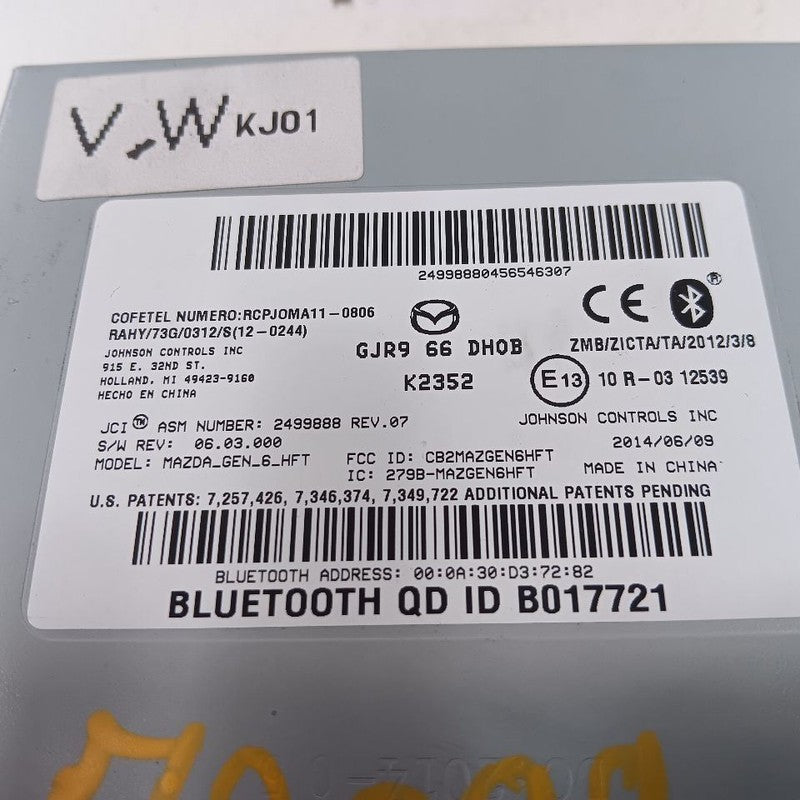 V.W KJ01
24998880456546307
COFETEL NUMERO:RCPJOMA11-0806
RAHY/73G/0312/S(12-0244)
JOHNSON CONTROLS INC
915 E. 32ND ST.
HOLLAND, MI 49423-9160
HECHO EN CHINA
GJR9 66 DH0B
K2352
CE
®
ZMB/ZICTA/TA/2012/3/8
E13 10 R-03 12539
JCI™ ASM NUMBER: 2499888 REV.07
S/W REV: 06.03.000
MODEL: MAZDA_GEN_6_HFT
FCC ID: CB2MAZGEN6HFT
IC: 279B-MAZGEN6HFT
JOHNSON CONTROLS INC
2014/06/09
MADE IN CHINA
U.S. PATENTS: 7,257,426, 7,346,374, 7,349,722 ADDITIONAL PATENTS PENDING
BLUETOOTH ADDRESS: 00:0A:30:D3:72:82
BLUETOOTH QD ID B017721